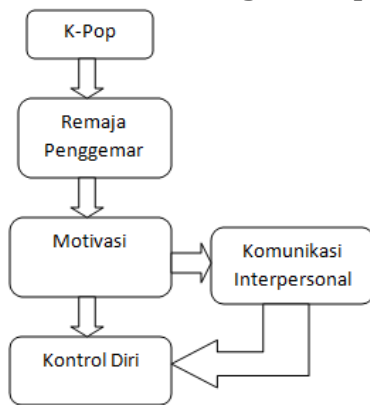 K-Pop
Remaja
Penggemar
Motivasi
Komunikasi
Interpersonal
Kontrol Diri